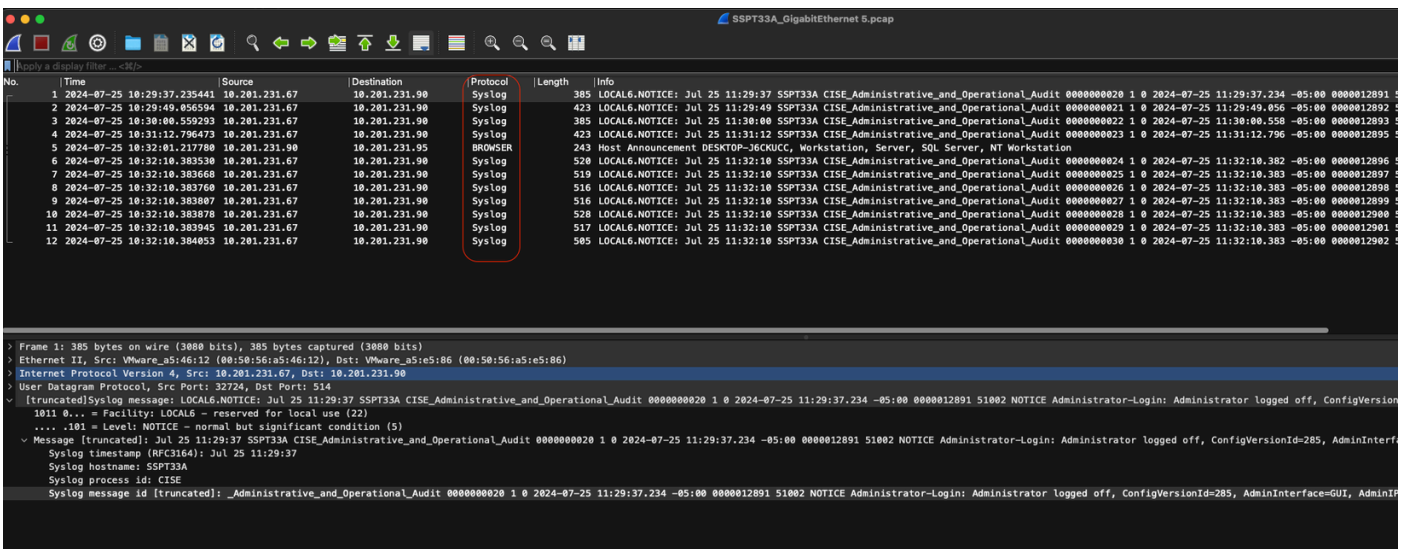 SSPT33A_GigabitEthernet 5.pcap
Apply a display filter ... <⌘/>
No. Time Source Destination Protocol Length Info
1 2024-07-25 10:29:37.235441 10.201.231.67 10.201.231.90 Syslog 385 LOCAL6.NOTICE: Jul 25 11:29:37 SSPT33A CISE_Administrative_and_Operational_Audit 0000000020 1 0 2024-07-25 11:29:37.234 -05:00 0000012891 5
2 2024-07-25 10:29:49.056594 10.201.231.67 10.201.231.90 Syslog 423 LOCAL6.NOTICE: Jul 25 11:29:49 SSPT33A CISE_Administrative_and_Operational_Audit 0000000021 1 0 2024-07-25 11:29:49.056 -05:00 0000012892 5
3 2024-07-25 10:30:00.559293 10.201.231.67 10.201.231.90 Syslog 385 LOCAL6.NOTICE: Jul 25 11:30:00 SSPT33A CISE_Administrative_and_Operational_Audit 0000000022 1 0 2024-07-25 11:30:00.558 -05:00 0000012893 5
4 2024-07-25 10:31:12.796473 10.201.231.67 10.201.231.90 Syslog 423 LOCAL6.NOTICE: Jul 25 11:31:12 SSPT33A CISE_Administrative_and_Operational_Audit 0000000023 1 0 2024-07-25 11:31:12.796 -05:00 0000012895 5
5 2024-07-25 10:32:01.217780 10.201.231.90 10.201.231.95 BROWSER 243 Host Announcement DESKTOP-J6CKUCC, Workstation, Server, SQL Server, NT Workstation
6 2024-07-25 10:32:10.383530 10.201.231.67 10.201.231.90 Syslog 520 LOCAL6.NOTICE: Jul 25 11:32:10 SSPT33A CISE_Administrative_and_Operational_Audit 0000000024 1 0 2024-07-25 11:32:10.382 -05:00 0000012896 5
7 2024-07-25 10:32:10.383668 10.201.231.67 10.201.231.90 Syslog 519 LOCAL6.NOTICE: Jul 25 11:32:10 SSPT33A CISE_Administrative_and_Operational_Audit 0000000025 1 0 2024-07-25 11:32:10.383 -05:00 0000012897 5
8 2024-07-25 10:32:10.383760 10.201.231.67 10.201.231.90 Syslog 516 LOCAL6.NOTICE: Jul 25 11:32:10 SSPT33A CISE_Administrative_and_Operational_Audit 0000000026 1 0 2024-07-25 11:32:10.383 -05:00 0000012898 5
9 2024-07-25 10:32:10.383807 10.201.231.67 10.201.231.90 Syslog 516 LOCAL6.NOTICE: Jul 25 11:32:10 SSPT33A CISE_Administrative_and_Operational_Audit 0000000027 1 0 2024-07-25 11:32:10.383 -05:00 0000012899 5
10 2024-07-25 10:32:10.383878 10.201.231.67 10.201.231.90 Syslog 528 LOCAL6.NOTICE: Jul 25 11:32:10 SSPT33A CISE_Administrative_and_Operational_Audit 0000000028 1 0 2024-07-25 11:32:10.383 -05:00 0000012900 5
11 2024-07-25 10:32:10.383945 10.201.231.67 10.201.231.90 Syslog 517 LOCAL6.NOTICE: Jul 25 11:32:10 SSPT33A CISE_Administrative_and_Operational_Audit 0000000029 1 0 2024-07-25 11:32:10.383 -05:00 0000012901 5
12 2024-07-25 10:32:10.384053 10.201.231.67 10.201.231.90 Syslog 505 LOCAL6.NOTICE: Jul 25 11:32:10 SSPT33A CISE_Administrative_and_Operational_Audit 0000000030 1 0 2024-07-25 11:32:10.383 -05:00 0000012902 5
Frame 1: 385 bytes on wire (3080 bits), 385 bytes captured (3080 bits)
Ethernet II, Src: VMware_a5:46:12 (00:50:56:a5:46:12), Dst: VMware_a5:e5:86 (00:50:56:a5:e5:86)
Internet Protocol Version 4, Src: 10.201.231.67, Dst: 10.201.231.90
User Datagram Protocol, Src Port: 32724, Dst Port: 514
[truncated]Syslog message: LOCAL6.NOTICE: Jul 25 11:29:37 SSPT33A CISE_Administrative_and_Operational_Audit 0000000020 1 0 2024-07-25 11:29:37.234 -05:00 0000012891 51002 NOTICE Administrator-Login: Administrator logged off, ConfigVersion
1011 0... = Facility: LOCAL6 - reserved for local use (22)
.... .101 = Level: NOTICE - normal but significant condition (5)
Message [truncated]: Jul 25 11:29:37 SSPT33A CISE_Administrative_and_Operational_Audit 0000000020 1 0 2024-07-25 11:29:37.234 -05:00 0000012891 51002 NOTICE Administrator-Login: Administrator logged off, ConfigVersionId=285, AdminInterfa
Syslog timestamp (RFC3164): Jul 25 11:29:37
Syslog hostname: SSPT33A
Syslog process id: CISE
Syslog message id [truncated]: _Administrative_and_Operational_Audit 0000000020 1 0 2024-07-25 11:29:37.234 -05:00 0000012891 51002 NOTICE Administrator-Login: Administrator logged off, ConfigVersionId=285, AdminInterface=GUI, AdminIP